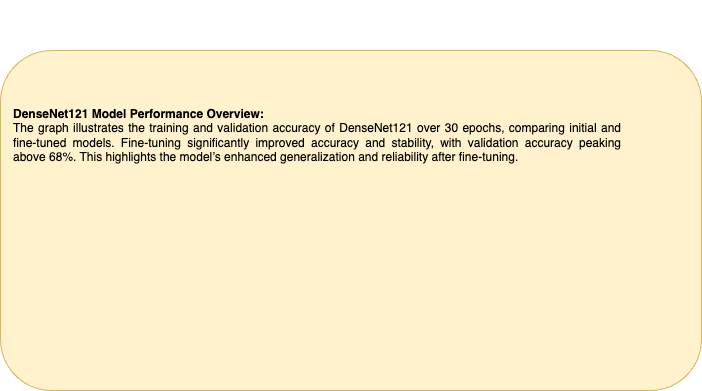 DenseNet121 Model Performance Overview:
The graph illustrates the training and validation accuracy of DenseNet121 over 30 epochs, comparing initial and
fine-tuned models. Fine-tuning significantly improved accuracy and stability, with validation accuracy peaking
above 68%. This highlights the model’s enhanced generalization and reliability after fine-tuning.